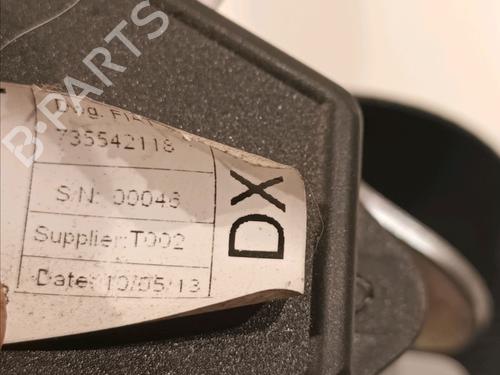 B-PARTS
735542118
S/N: 00046
Supplier: T002
Date: 10/05/13
DX